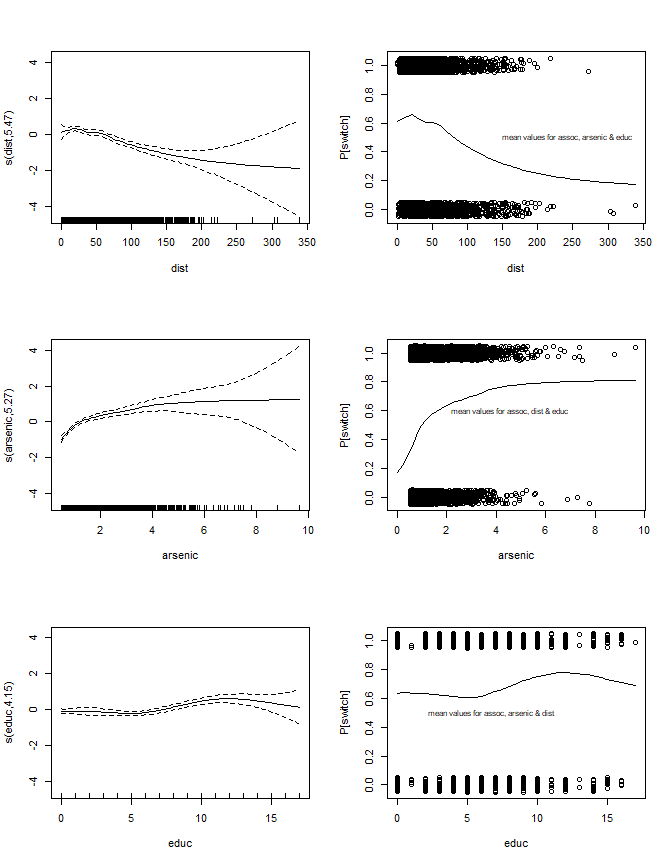 s(dist,5.47)
4
2
0
-2
-4
0 50 100 150 200 250 300 350
dist
P[switch]
1.0
0.8
0.6
0.4
0.2
0.0
mean values for assoc, arsenic & educ
0 50 100 150 200 250 300 350
dist
s(arsenic,5.27)
4
2
0
-2
-4
2 4 6 8 10
arsenic
P[switch]
1.0
0.8
0.6
0.4
0.2
0.0
mean values for assoc, dist & educ
0 2 4 6 8 10
arsenic
s(educ,4.15)
4
2
0
-2
-4
0 5 10 15
educ
P[switch]
1.0
0.8
0.6
0.4
0.2
0.0
mean values for assoc, arsenic & dist
0 5 10 15
educ